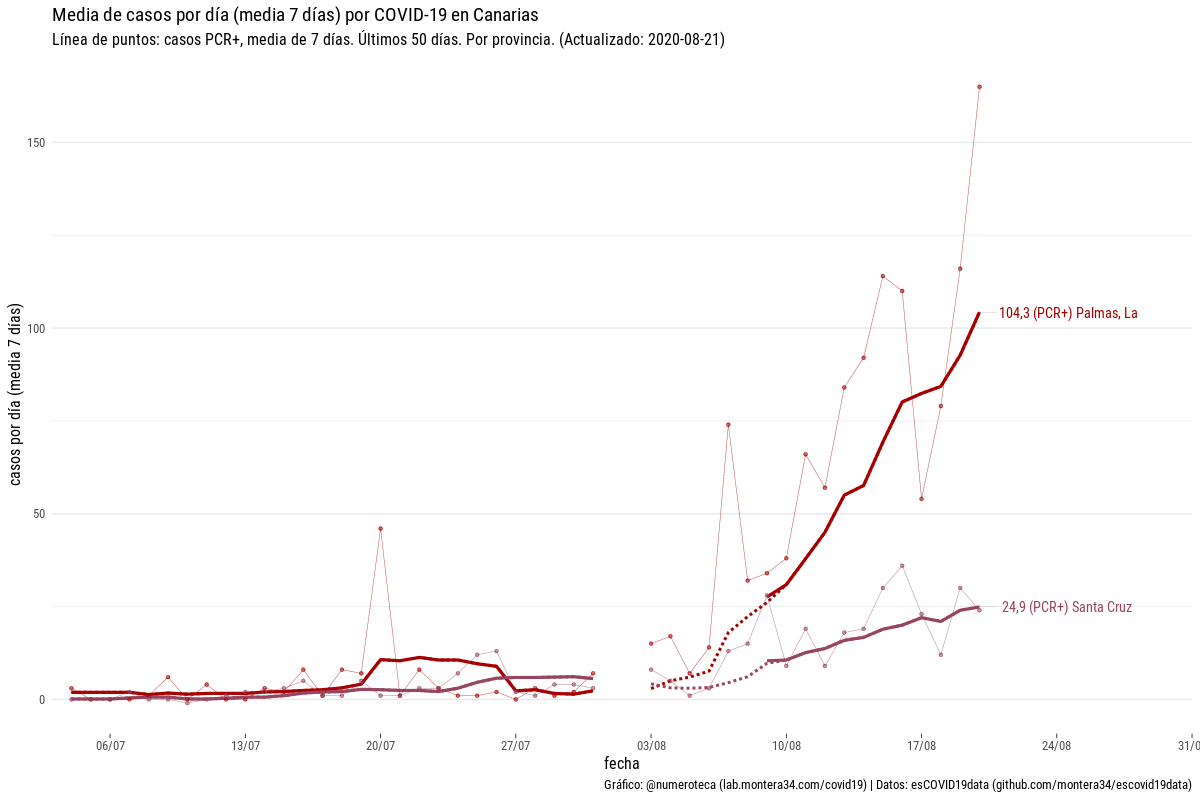 Media de casos por día (media 7 días) por COVID-19 en Canarias
Línea de puntos: casos PCR+, media de 7 días. Últimos 50 días. Por provincia. (Actualizado: 2020-08-21)
casos por día (media 7 días)
150
100
50
0
104,3 (PCR+) Palmas, La
24,9 (PCR+) Santa Cruz
06/07 13/07 20/07 27/07 03/08 10/08 17/08 24/08 31/0
fecha
Gráfico: @numeroteca (lab.montera34.com/covid19) | Datos: esCOVID19data (github.com/montera34/escovid19data)